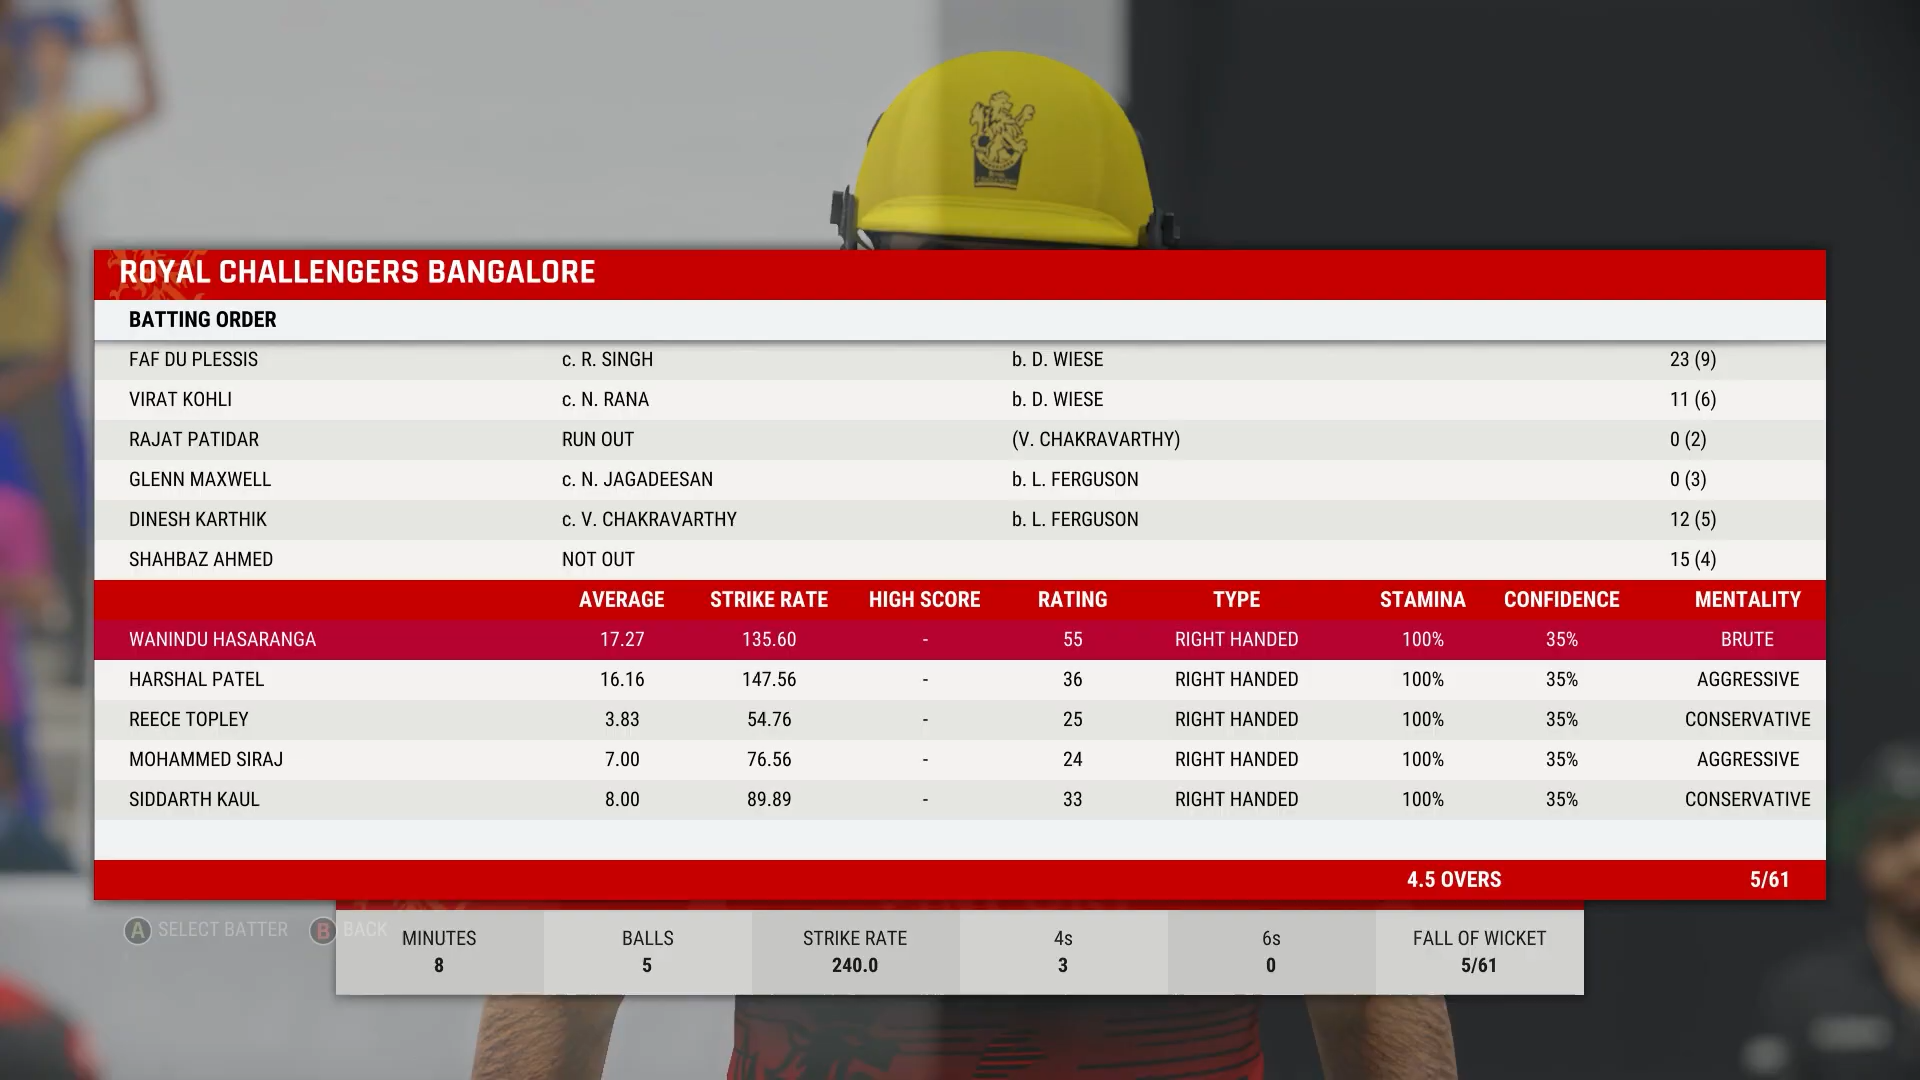 ROYAL CHALLENGERS BANGALORE
BATTING ORDER
FAF DU PLESSIS c. R. SINGH b. D. WIESE 23 (9)
VIRAT KOHLI c. N. RANA b. D. WIESE 11 (6)
RAJAT PATIDAR RUN OUT (V. CHAKRAVARTHY) 0 (2)
GLENN MAXWELL c. N. JAGADEESAN b. L. FERGUSON 0 (3)
DINESH KARTHIK c. V. CHAKRAVARTHY b. L. FERGUSON 12 (5)
SHAHBAZ AHMED NOT OUT 15 (4)
AVERAGE STRIKE RATE HIGH SCORE RATING TYPE STAMINA CONFIDENCE MENTALITY
WANINDU HASARANGA 17.27 135.60 - 55 RIGHT HANDED 100% 35% BRUTE
HARSHAL PATEL 16.16 147.56 - 36 RIGHT HANDED 100% 35% AGGRESSIVE
REECE TOPLEY 3.83 54.76 - 25 RIGHT HANDED 100% 35% CONSERVATIVE
MOHAMMED SIRAJ 7.00 76.56 - 24 RIGHT HANDED 100% 35% AGGRESSIVE
SIDDARTH KAUL 8.00 89.89 - 33 RIGHT HANDED 100% 35% CONSERVATIVE
4.5 OVERS 5/61
A SELECT BATTER B BACK
MINUTES BALLS STRIKE RATE 4s 6s FALL OF WICKET
8 5 240.0 3 0 5/61